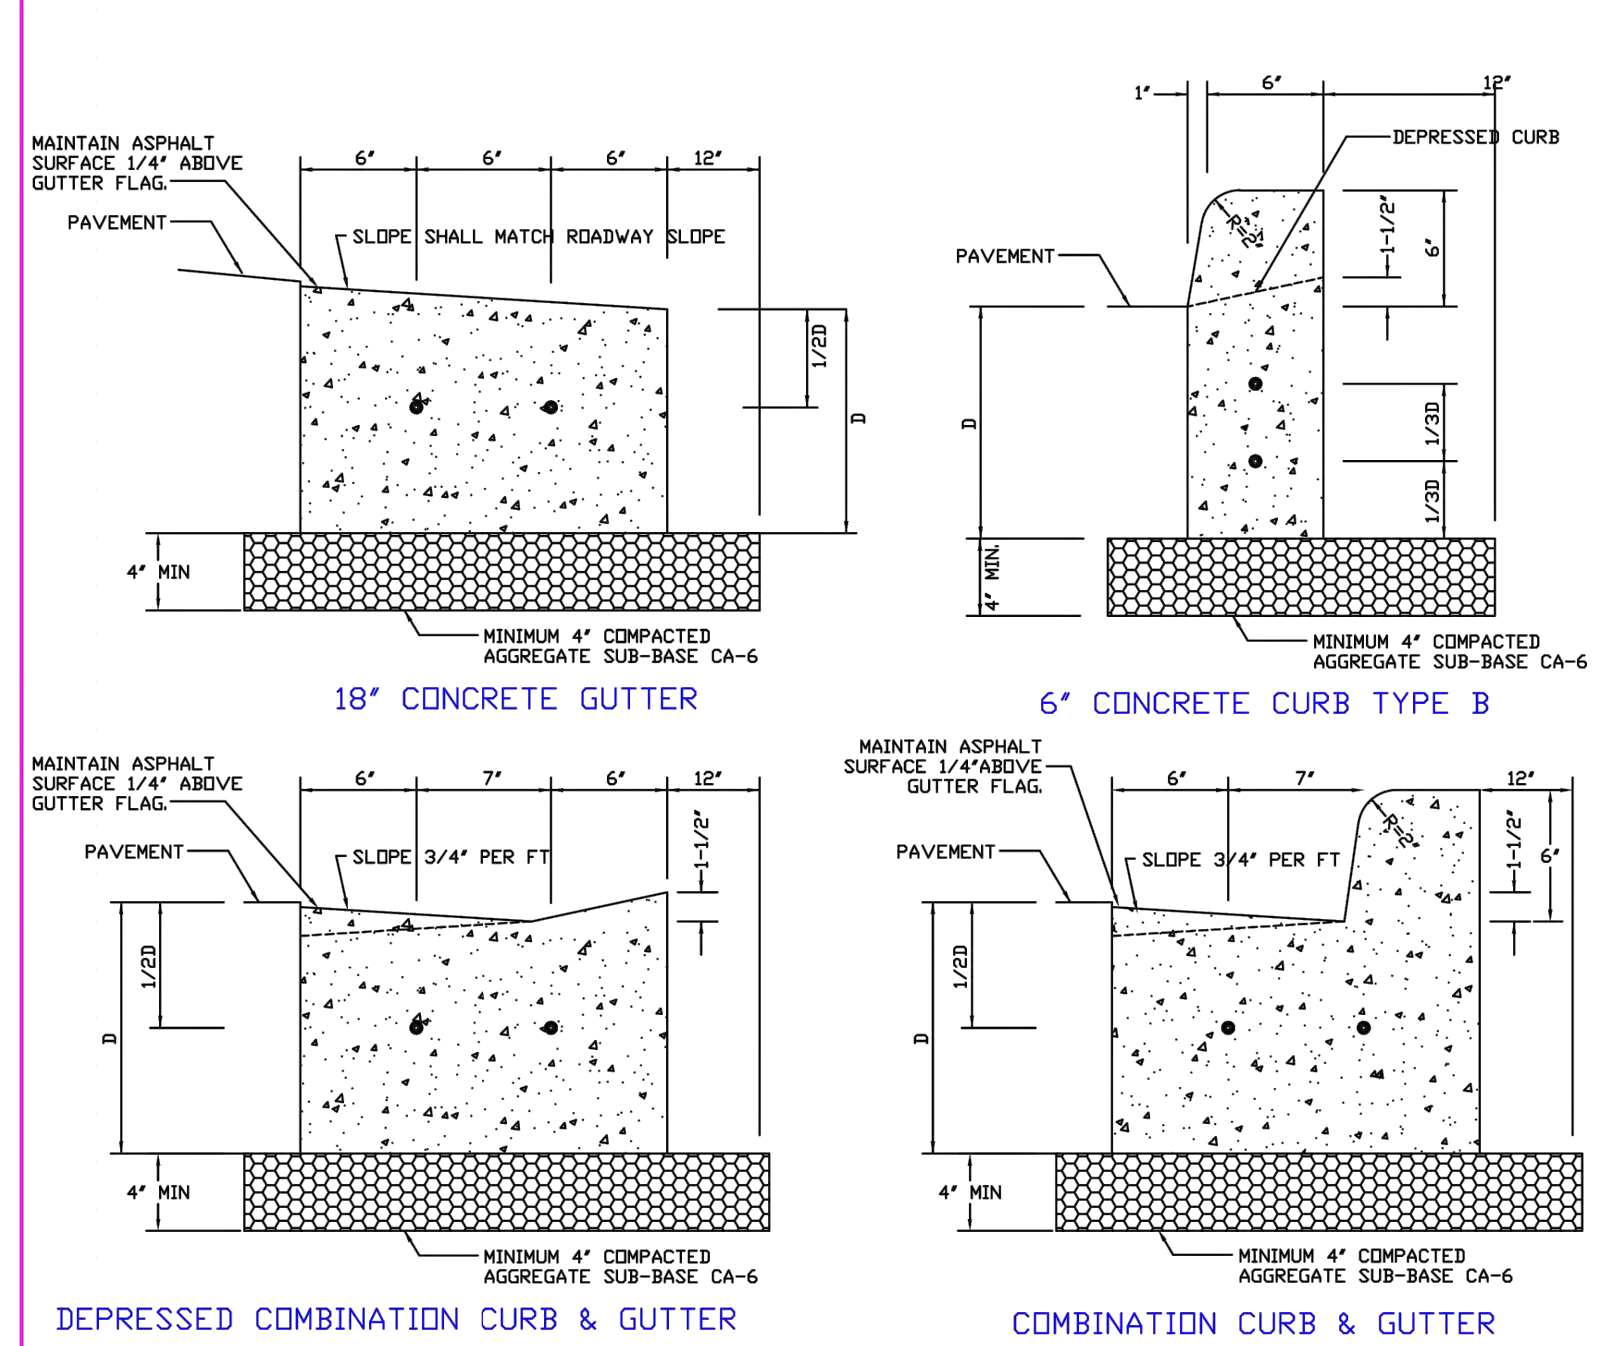 MAINTAIN ASPHALT
SURFACE 1/4" ABOVE
GUTTER FLAG.
PAVEMENT
6"
6"
6"
12"
SLOPE SHALL MATCH ROADWAY SLOPE
1/2D
D
4" MIN
MINIMUM 4" COMPACTED
AGGREGATE SUB-BASE CA-6
18" CONCRETE GUTTER
1"
6"
12"
DEPRESSED CURB
R=2"
PAVEMENT
1-1/2"
6"
D
1/3D
1/3D
4" MIN.
MINIMUM 4" COMPACTED
AGGREGATE SUB-BASE CA-6
6" CONCRETE CURB TYPE B
MAINTAIN ASPHALT
SURFACE 1/4" ABOVE
GUTTER FLAG.
PAVEMENT
6"
7"
6"
12"
1-1/2"
SLOPE 3/4" PER FT
1/2D
D
4" MIN
MINIMUM 4" COMPACTED
AGGREGATE SUB-BASE CA-6
DEPRESSED COMBINATION CURB & GUTTER
MAINTAIN ASPHALT
SURFACE 1/4"ABOVE
GUTTER FLAG.
PAVEMENT
6"
7"
12"
R=2"
1-1/2"
6"
SLOPE 3/4" PER FT
1/2D
D
4" MIN
MINIMUM 4" COMPACTED
AGGREGATE SUB-BASE CA-6
COMBINATION CURB & GUTTER